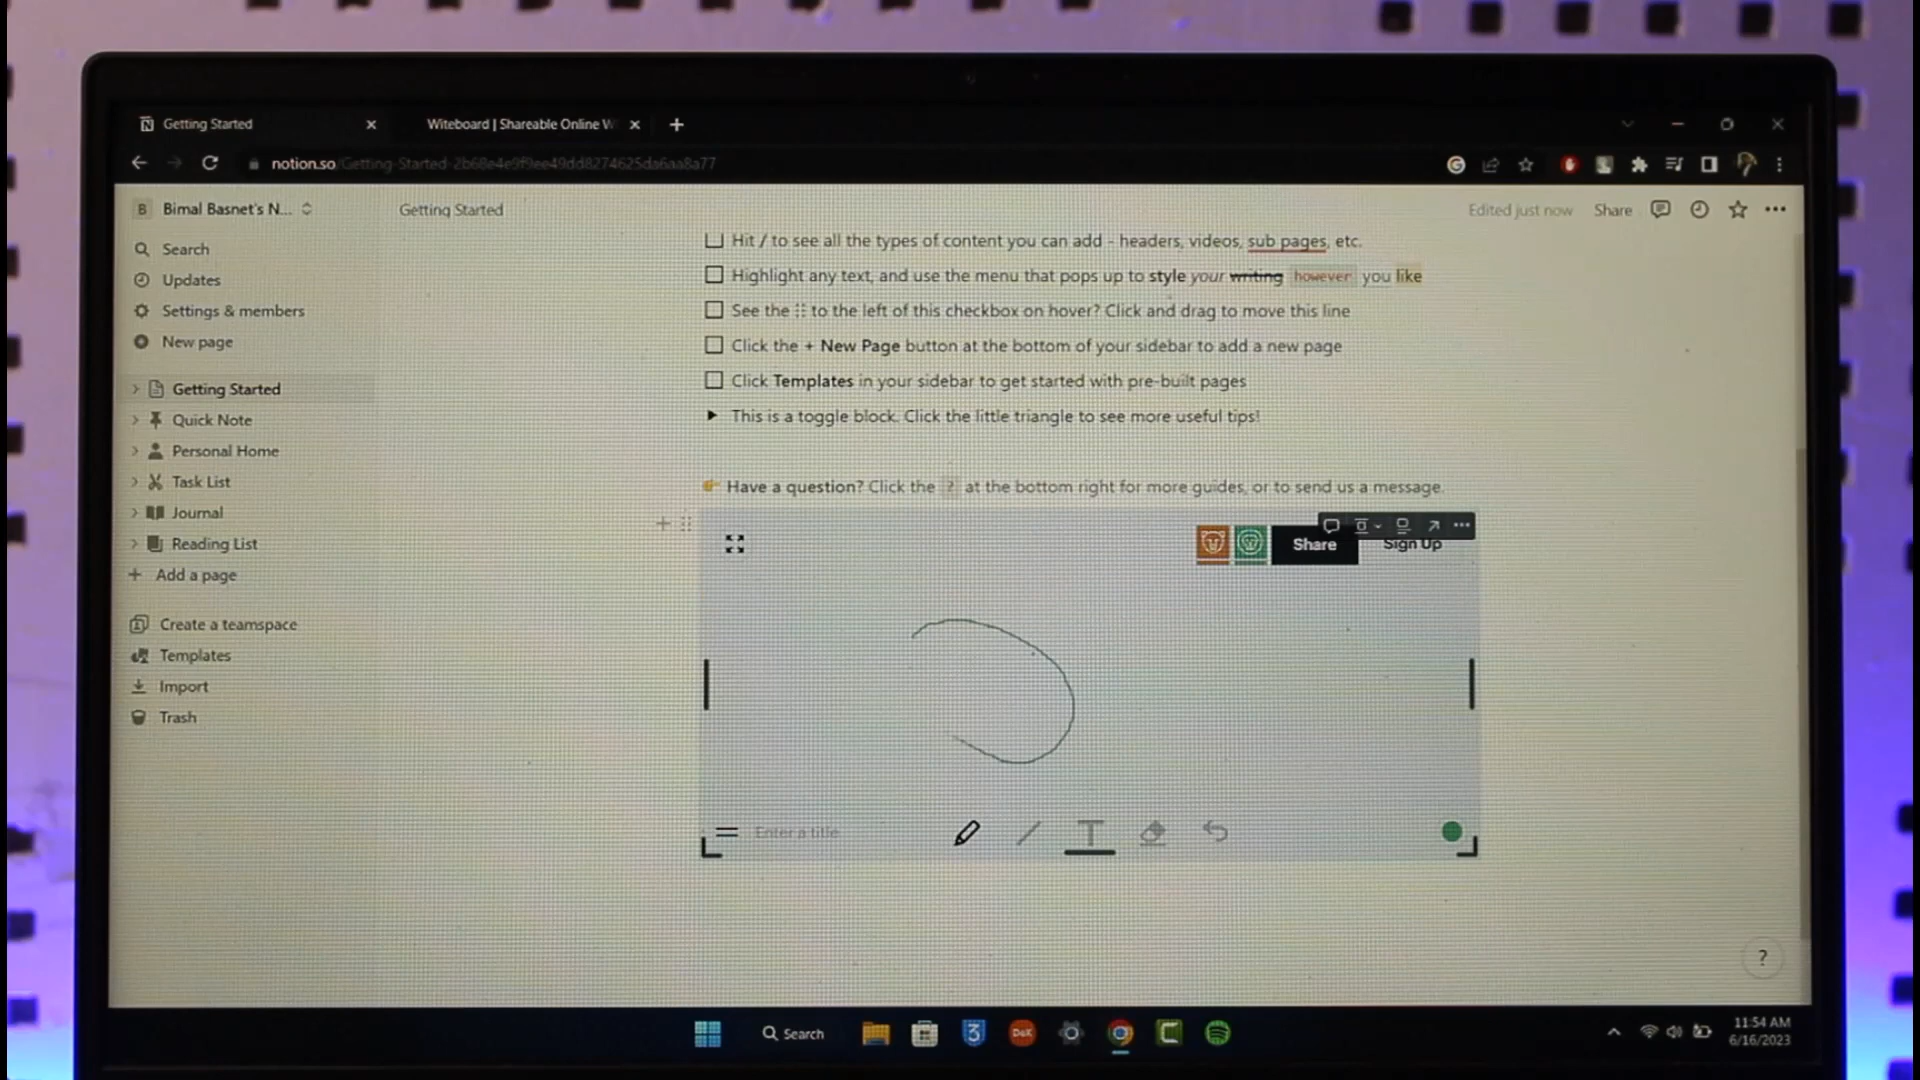 Getting Started
Witeboard | Shareable Online W
notion.so/Getting-Started-2b68e4e9f9ee49dd8274625da6aa8a77
B Bimal Basnet's N...
Getting Started
Edited just now
Share
Search
Updates
Settings & members
New page
Getting Started
Quick Note
Personal Home
Task List
Journal
Reading List
Add a page
Create a teamspace
Templates
Import
Trash
Hit / to see all the types of content you can add - headers, videos, sub pages, etc.
Highlight any text, and use the menu that pops up to style your writing however you like
See the ⋮⋮ to the left of this checkbox on hover? Click and drag to move this line
Click the + New Page button at the bottom of your sidebar to add a new page
Click Templates in your sidebar to get started with pre-built pages
This is a toggle block. Click the little triangle to see more useful tips!
👉 Have a question? Click the ? at the bottom right for more guides, or to send us a message.
Share
Sign Up
Enter a title
T
?
Search
11:54 AM
6/16/2023